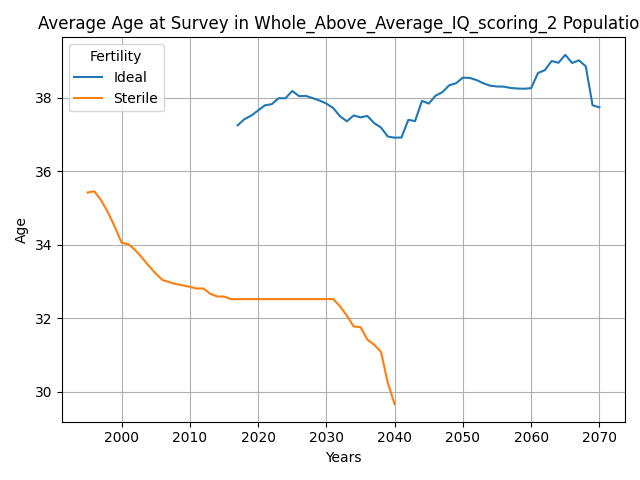 Average Age at Survey in Whole_Above_Average_IQ_scoring_2 Populatio
Fertility
Ideal
Sterile
Age
38
36
34
32
30
2000 2010 2020 2030 2040 2050 2060 2070
Years